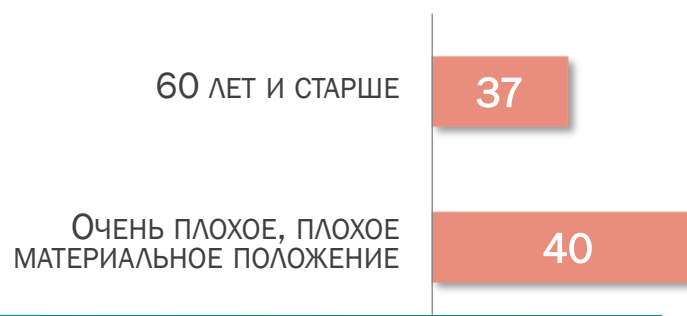 60 ЛЕТ И СТАРШЕ
37
ОЧЕНЬ ПЛОХОЕ, ПЛОХОЕ
МАТЕРИАЛЬНОЕ ПОЛОЖЕНИЕ
40